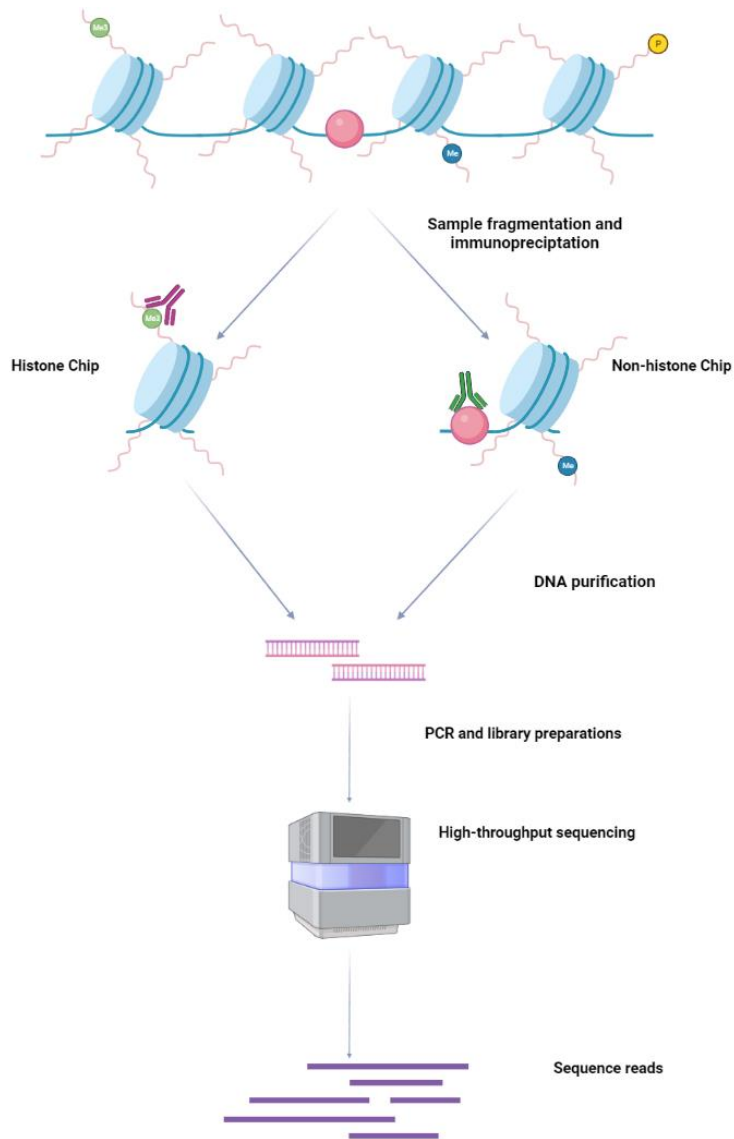 Me3
P
Me
Sample fragmentation and
immunopreciptation
Me3
Histone Chip
Non-histone Chip
Me
DNA purification
PCR and library preparations
High-throughput sequencing
Sequence reads